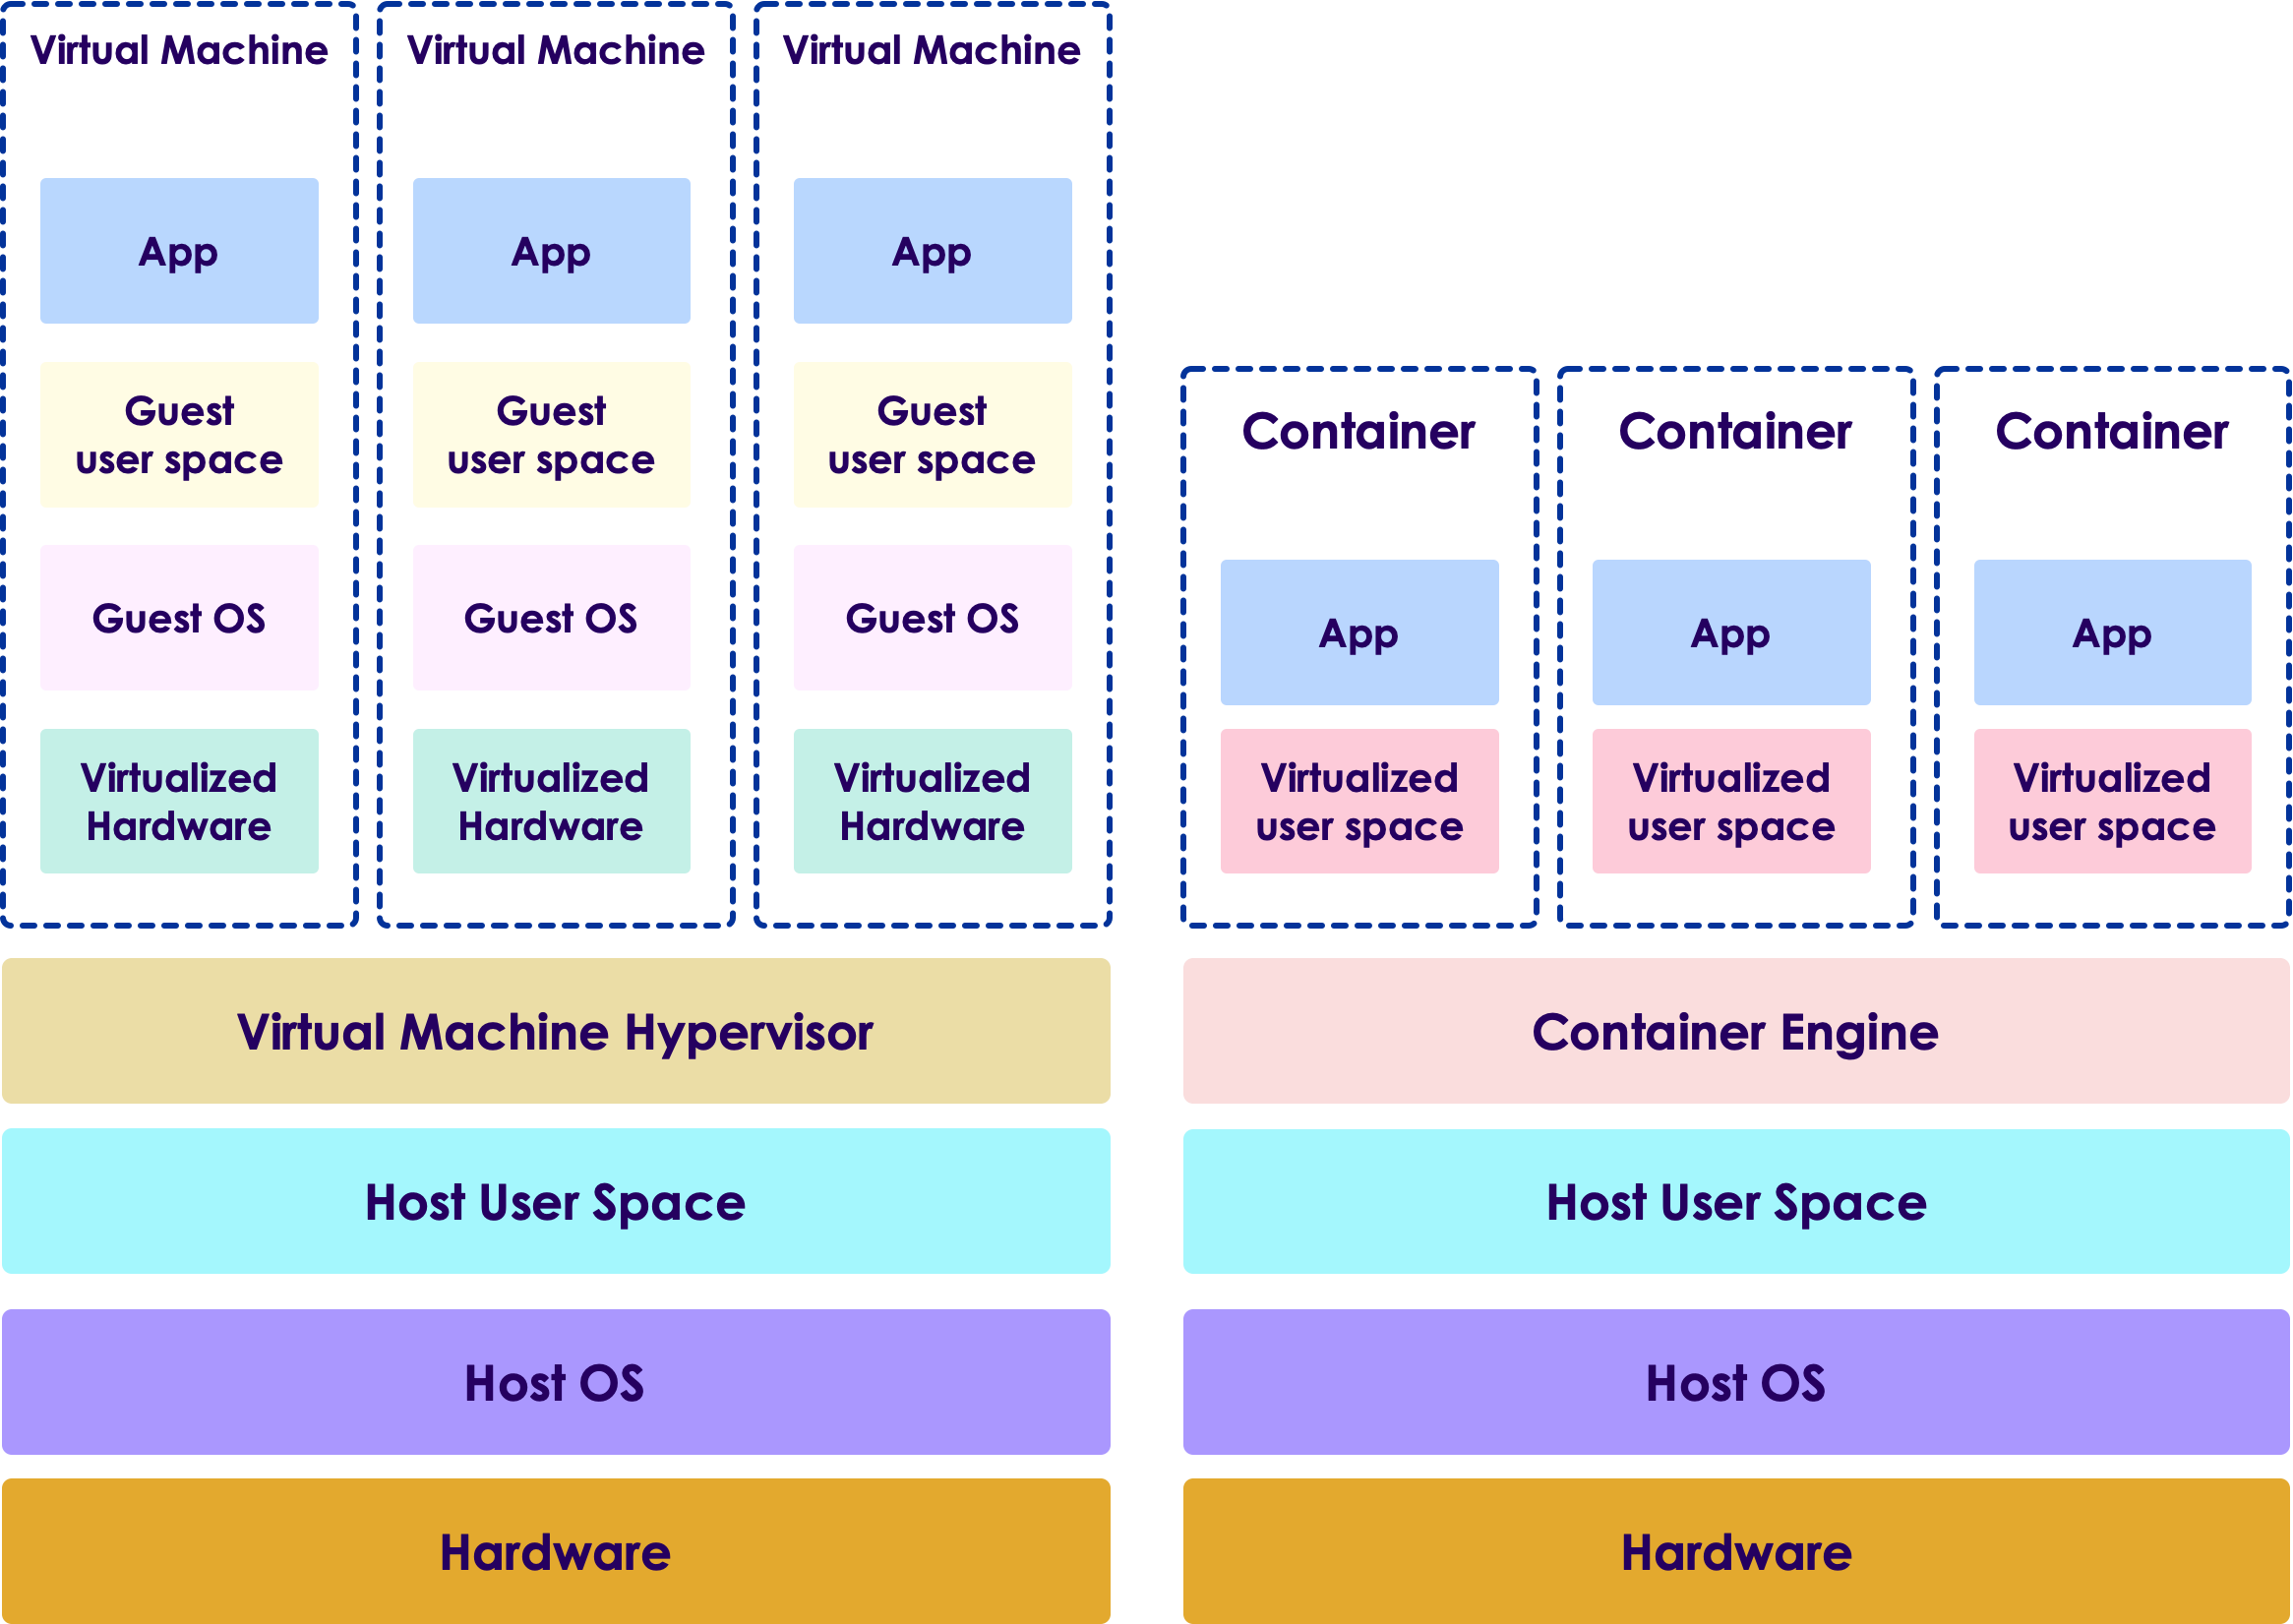 Virtual Machine
Virtual Machine
Virtual Machine
App
App
App
Guest
user space
Guest
user space
Guest
user space
Guest OS
Guest OS
Guest OS
Virtualized
Hardware
Virtualized
Hardware
Virtualized
Hardware
Virtual Machine Hypervisor
Host User Space
Host OS
Hardware
Container
Container
Container
App
App
App
Virtualized
user space
Virtualized
user space
Virtualized
user space
Container Engine
Host User Space
Host OS
Hardware